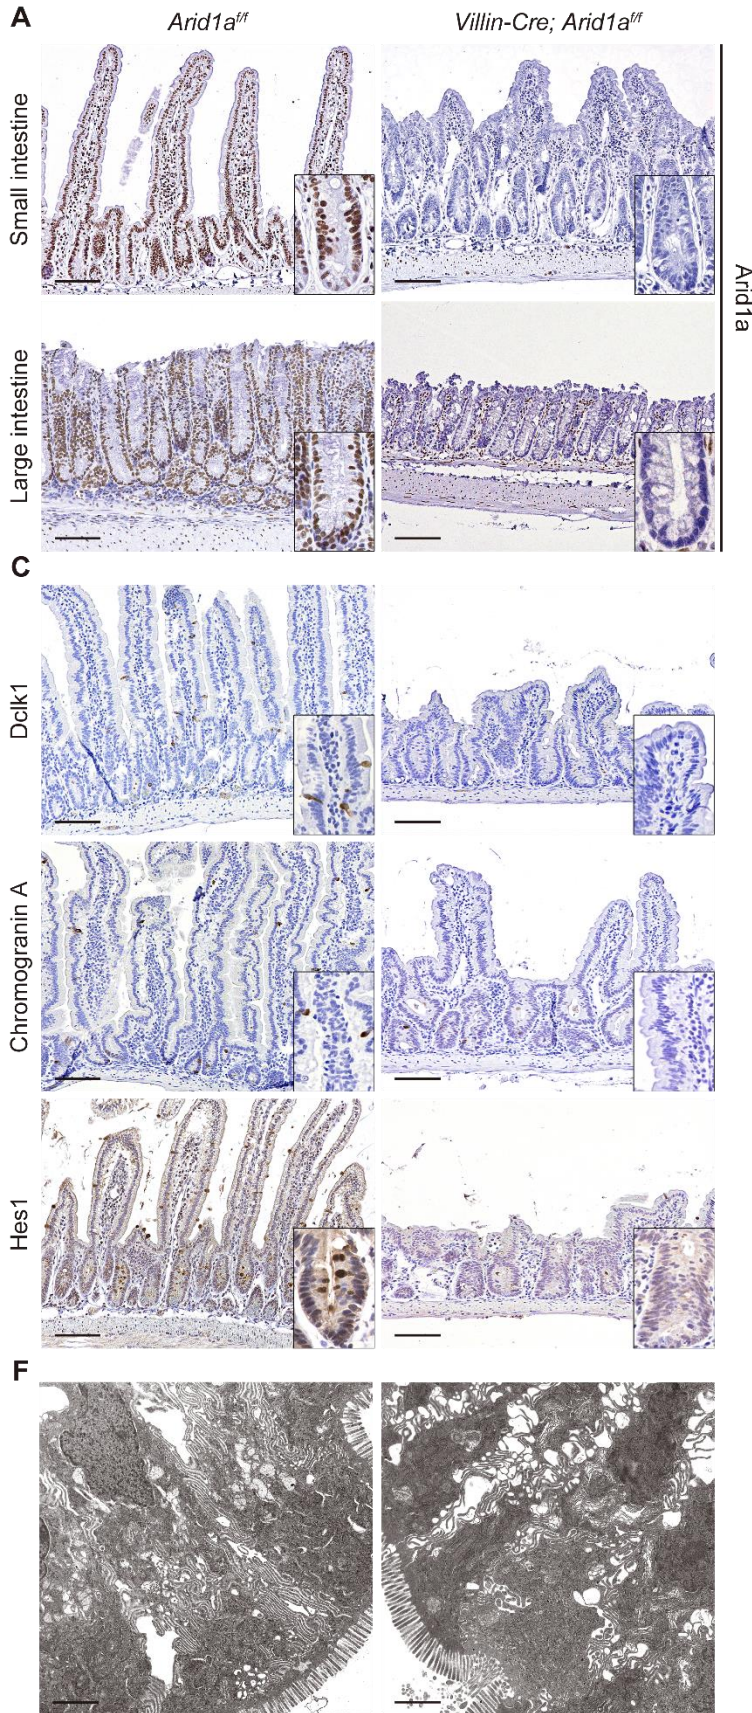 A
Arid1a^f/f
Villin-Cre; Arid1a^f/f
Small intestine
Large intestine
Arid1a
C
Dclk1
Chromogranin A
Hes1
F